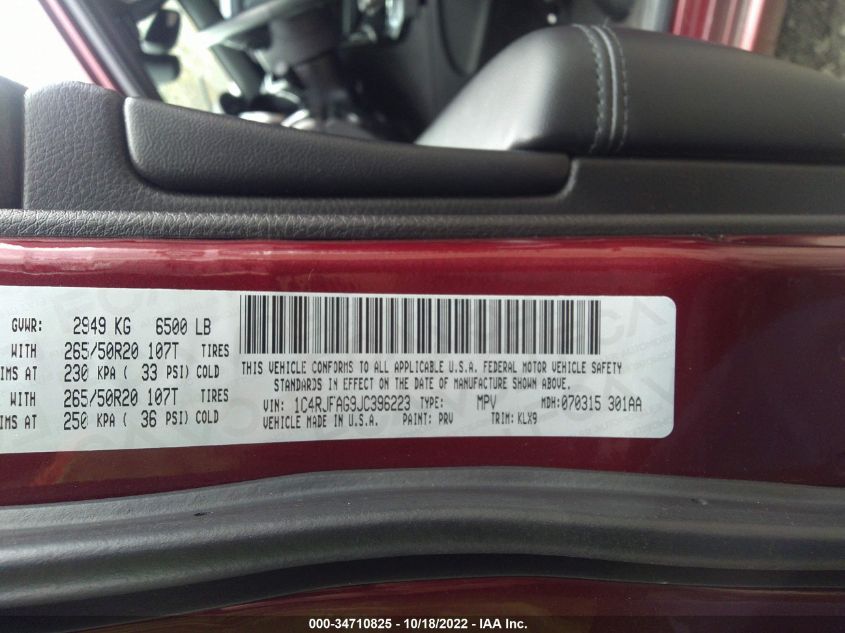 GVWR: 2949 KG 6500 LB
WITH 265/50R20 107T TIRES
IMS AT 230 KPA ( 33 PSI) COLD
265/50R20 107T TIRES
IMS AT 250 KPA ( 36 PSI) COLD
THIS VEHICLE CONFORMS TO ALL APPLICABLE U.S.A. FEDERAL MOTOR VEHICLE SAFETY
STANDARDS IN EFFECT ON THE DATE OF MANUFACTURE SHOWN ABOVE.
VIN: 1C4RJFAG9JC396223 TYPE: MPV MDH:070315 301AA
VEHICLE MADE IN U.S.A. PAINT: PRV TRIM: KLX9
000-34710825 - 10/18/2022 - IAA Inc.